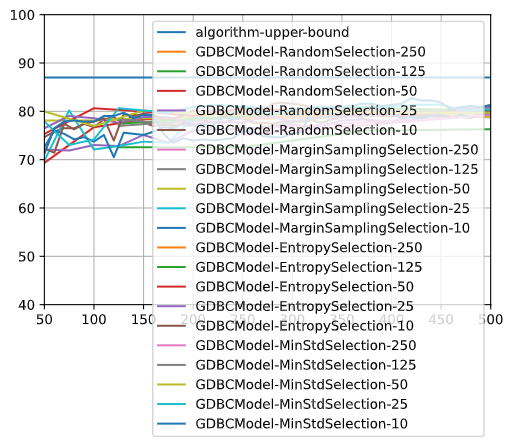 100
90
80
70
60
50
40
50
100
150
200
250
300
350
400
450
500
algorithm-upper-bound
GDBCModel-RandomSelection-250
GDBCModel-RandomSelection-125
GDBCModel-RandomSelection-50
GDBCModel-RandomSelection-25
GDBCModel-RandomSelection-10
GDBCModel-MarginSamplingSelection-250
GDBCModel-MarginSamplingSelection-125
GDBCModel-MarginSamplingSelection-50
GDBCModel-MarginSamplingSelection-25
GDBCModel-MarginSamplingSelection-10
GDBCModel-EntropySelection-250
GDBCModel-EntropySelection-125
GDBCModel-EntropySelection-50
GDBCModel-EntropySelection-25
GDBCModel-EntropySelection-10
GDBCModel-MinStdSelection-250
GDBCModel-MinStdSelection-125
GDBCModel-MinStdSelection-50
GDBCModel-MinStdSelection-25
GDBCModel-MinStdSelection-10